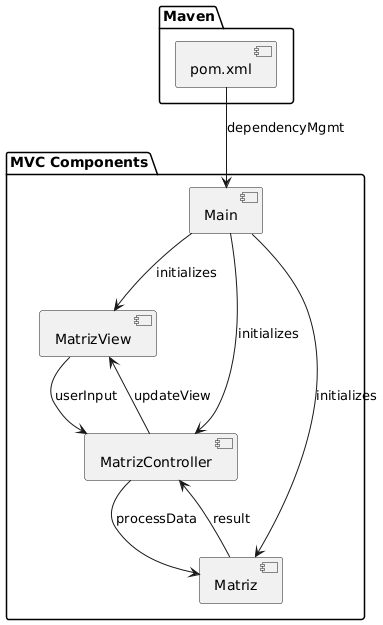 Maven
pom.xml
dependencyMgmt
MVC Components
Main
initializes
initializes
initializes
MatrizView
userInput
updateView
MatrizController
processData
result
Matriz